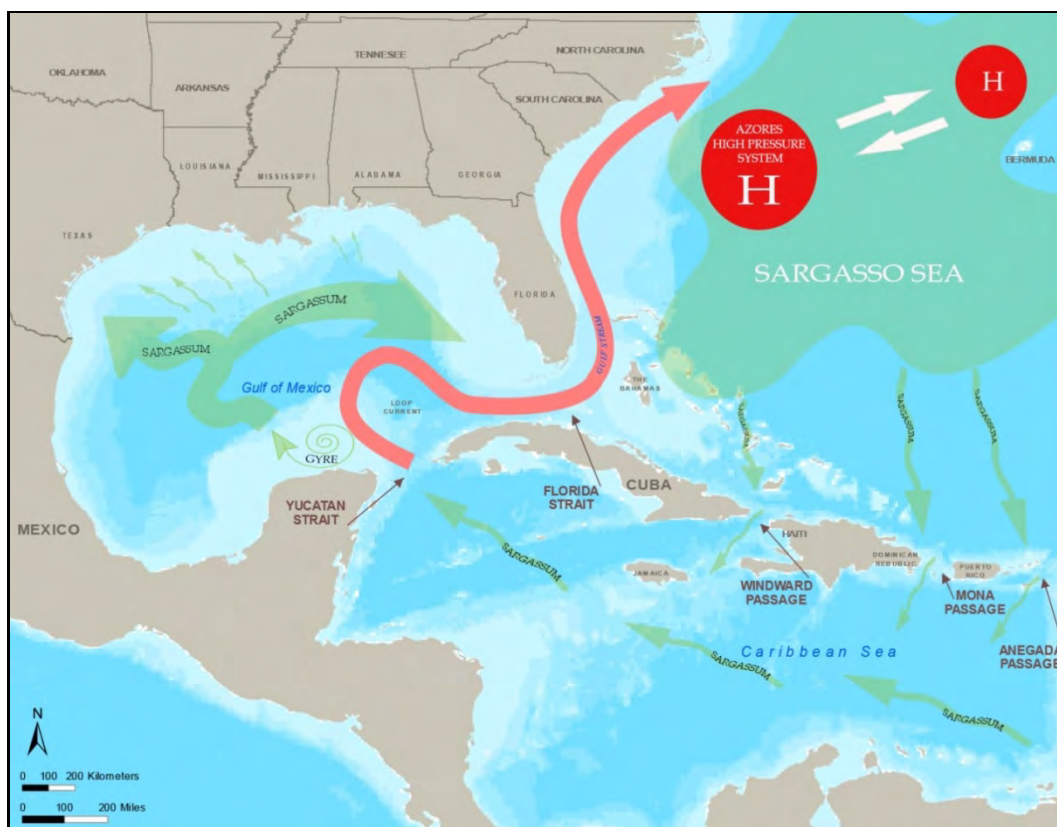 OKLAHOMA
TENNESSEE
NORTH CAROLINA
ARKANSAS
SOUTH CAROLINA
MISSISSIPPI
ALABAMA
GEORGIA
LOUISIANA
TEXAS
AZORES
HIGH PRESSURE
SYSTEM
H
H
BERMUDA
SARGASSO SEA
FLORIDA
SARGASSUM
SARGASSUM
GULF STREAM
Gulf of Mexico
LOOP
CURRENT
THE
BAHAMAS
SARGASSUM
SARGASSUM
SARGASSUM
GYRE
YUCATAN
STRAIT
FLORIDA
STRAIT
CUBA
MEXICO
HAITI
DOMINICAN
REPUBLIC
PUERTO
RICO
JAMAICA
SARGASSUM
WINDWARD
PASSAGE
MONA
PASSAGE
ANEGADA
PASSAGE
Caribbean Sea
SARGASSUM
SARGASSUM
N
0 100 200 Kilometers
0 100 200 Miles